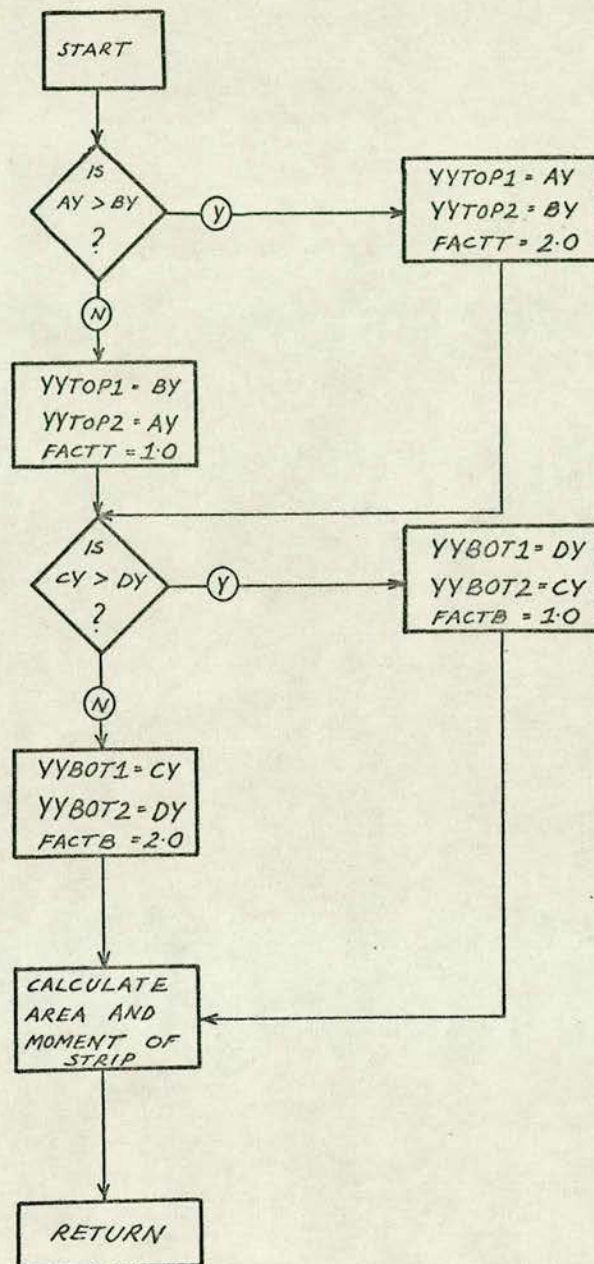 START
IS
AY > BY
?
Y
YYTOP1 = AY
YYTOP2 = BY
FACTT = 2.0
N
YYTOP1 = BY
YYTOP2 = AY
FACTT = 1.0
IS
CY > DY
?
Y
YYBOT1 = DY
YYBOT2 = CY
FACTB = 1.0
N
YYBOT1 = CY
YYBOT2 = DY
FACTB = 2.0
CALCULATE
AREA AND
MOMENT OF
STRIP
RETURN